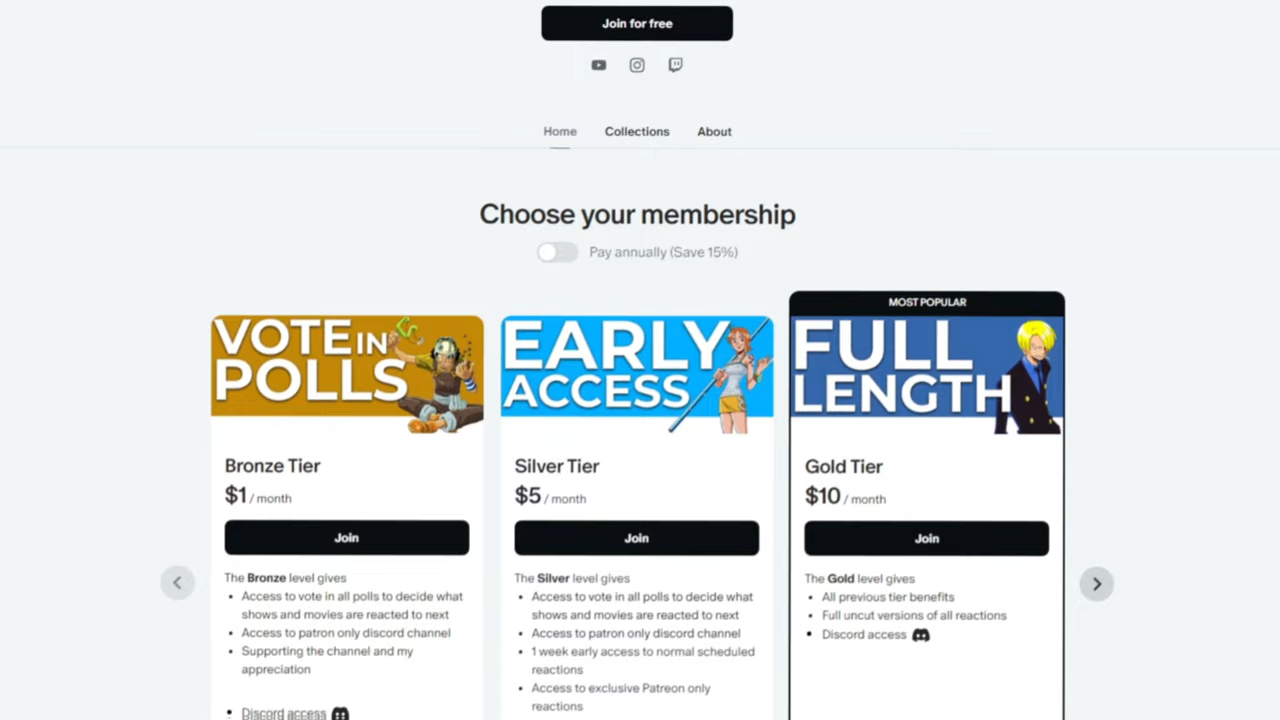 Join for free
Home
Collections
About
Choose your membership
Pay annually (Save 15%)
VOTE IN
POLLS
Bronze Tier
$1 / month
Join
The Bronze level gives
• Access to vote in all polls to decide what
shows and movies are reacted to next
• Access to patron only discord channel
• Supporting the channel and my
appreciation
• Discord access
EARLY
ACCESS
Silver Tier
$5 / month
Join
The Silver level gives
• Access to vote in all polls to decide what
shows and movies are reacted to next
• Access to patron only discord channel
• 1 week early access to normal scheduled
reactions
• Access to exclusive Patreon only
reactions
MOST POPULAR
FULL
LENGTH
Gold Tier
$10 / month
Join
The Gold level gives
• All previous tier benefits
• Full uncut versions of all reactions
• Discord access